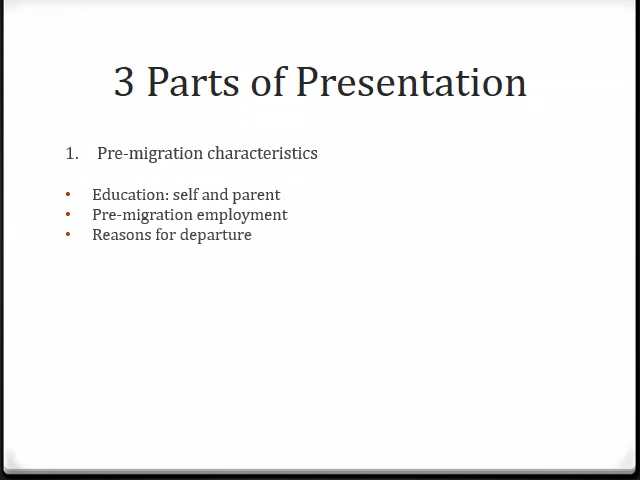 3 Parts of Presentation
1. Pre-migration characteristics
• Education: self and parent
• Pre-migration employment
• Reasons for departure